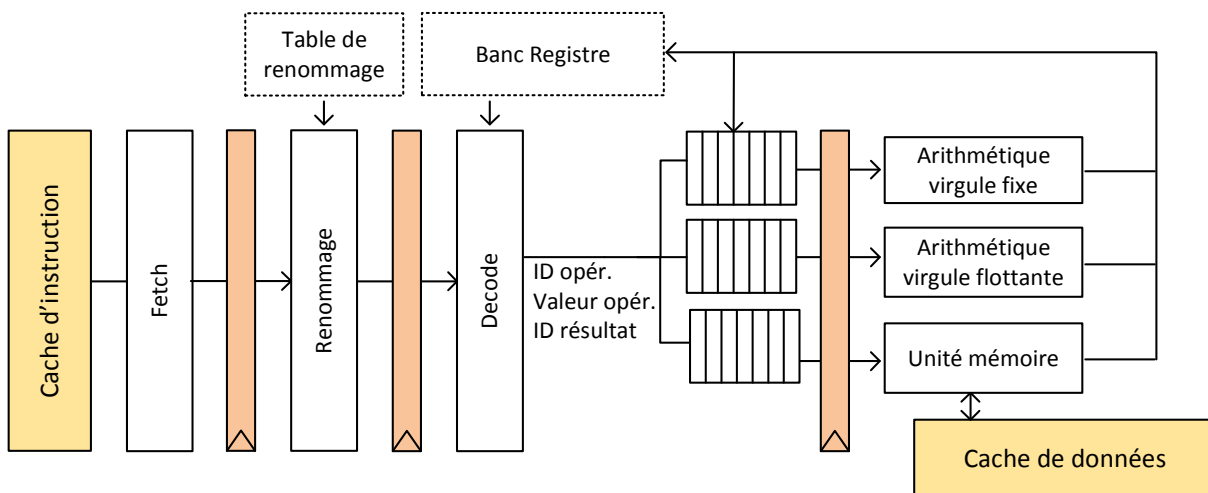 Table de
renommage
Banc Registre
Cache d’instruction
Fetch
Renommage
Decode
ID opér.
Valeur opér.
ID résultat
Arithmétique
virgule fixe
Arithmétique
virgule flottante
Unité mémoire
Cache de données